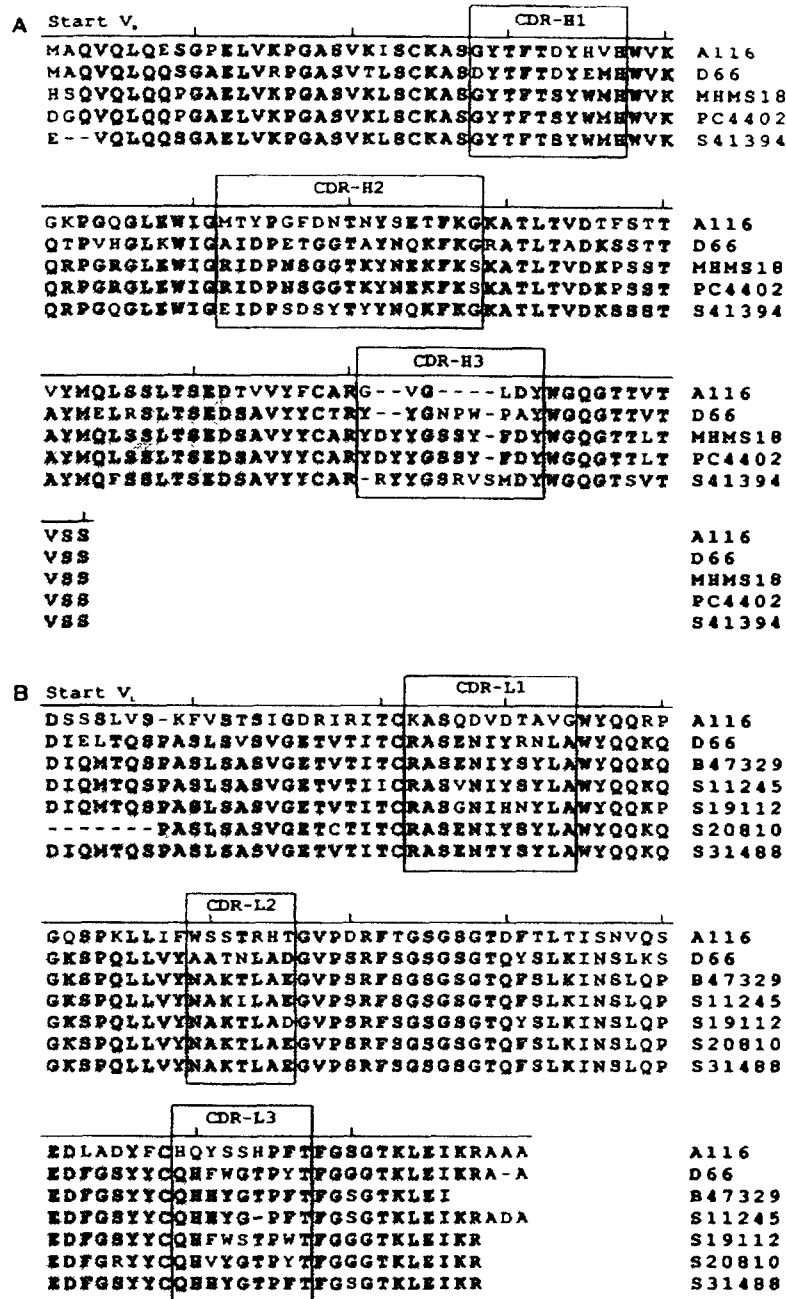 A Start VH CDR-H1
MAQVQLQESGPELVKPGASVKISCKASGYTFTDYHVHWVK A116
MAQVQLQQSGAELVRPGASVTLSCKASDYTFTDYEMHWVK D66
HSQVQLQQPGAELVKPGASVKLSCKASGYTFTSYWMHWVK MHMS18
DGQVQLQQPGAELVKPGASVKLSCKASGYTFTSYWMHWVK PC4402
E--VQLQQSGAELVKPGASVKLSCKASGYTFTSYWMHWVK S41394
CDR-H2
GKPGQGLEWIGMTYPGFDNTNYSETFKGKATLTVDTFSTT A116
QTPVHGLKWIGAIDPETGGTAYNQKFKGRATLTADKSSTT D66
QRPGRGLEWIGRIDPNSGGTKYNEKFKSKATLTVDKPSST MHMS18
QRPGRGLEWIGRIDPNSGGTKYNEKFKSKATLTVDKPSST PC4402
QRPGQGLEWIGEIDPSDSYTYYNQKFKGKATLTVDKSSST S41394
CDR-H3
VYMQLSSLTSEDTVVYFCARG--VG----LDYWGQGTTVT A116
AYMELRSLTSEDSAVYYCTRY--YGNPW-PAYWGQGTTVT D66
AYMQLSSLTSEDSAVYYCARYDYYGSSY-FDYWGQGTTLT MHMS18
AYMQLSSLTSEDSAVYYCARYDYYGSSY-FDYWGQGTTLT PC4402
AYMQFSSLTSEDSAVYYCAR-RYYGSRVSMDYWGQGTSVT S41394
VSS A116
VSS D66
VSS MHMS18
VSS PC4402
VSS S41394
B Start VL CDR-L1
DSSSLVS-KFVSTSIGDRIRITCKASQDVDTAVGWYQQRP A116
DIELTQSPASLSVSVGETVTITCRASENIYRNLAWYQQKQ D66
DIQMTQSPASLSASVGETVTITCRASENIYSYLAWYQQKQ B47329
DIQMTQSPASLSASVGETVTIICRASVNIYSYLAWYQQKQ S11245
DIQMTQSPASLSASVGETVTITCRASGNIHNYLAWYQQKP S19112
-------PASLSASVGETCTITCRASENIYSYLAWYQQKQ S20810
DIQMTQSPASLSASVGETVTITCRASENTYSYLAWYQQKQ S31488
CDR-L2
GQSPKLLIFWSSTRHTGVPDRFTGSGSGTDFTLTISNVQS A116
GKSPQLLVYAATNLADGVPSRFSGSGSGTQYSLKINSLKS D66
GKSPQLLVYNAKTLAEGVPSRFSGSGSGTQFSLKINSLQP B47329
GKSPQLLVYNAKILAEGVPSRFSGSGSGTQFSLKINSLQP S11245
GKSPQLLVYNAKTLADGVPSRFSGSGSGTQYSLKINSLQP S19112
GKSPQLLVYNAKTLAEGVPSRFSGSGSGTQFSLKINSLQP S20810
GKSPQLLVYNAKTLAEGVPSRFSGSGSGTQFSLKINSLQP S31488
CDR-L3
EDLADYFCHQYSSHPFTFGSGTKLEIKRAAA A116
EDFGSYYCQHFWGTPYTFGGGTKLEIKRA-A D66
EDFGSYYCQHHYGTPFTFGSGTKLEI B47329
EDFGSYYCQHHYG-PFTFGSGTKLEIKRADA S11245
EDFGSYYCQHFWSTPWTFGGGTKLEIKR S19112
EDFGRYYCQHVYGTPYTFGGGTKLEIKR S20810
EDFGSYYCQHHYGTPFTFGSGTKLEIKR S31488